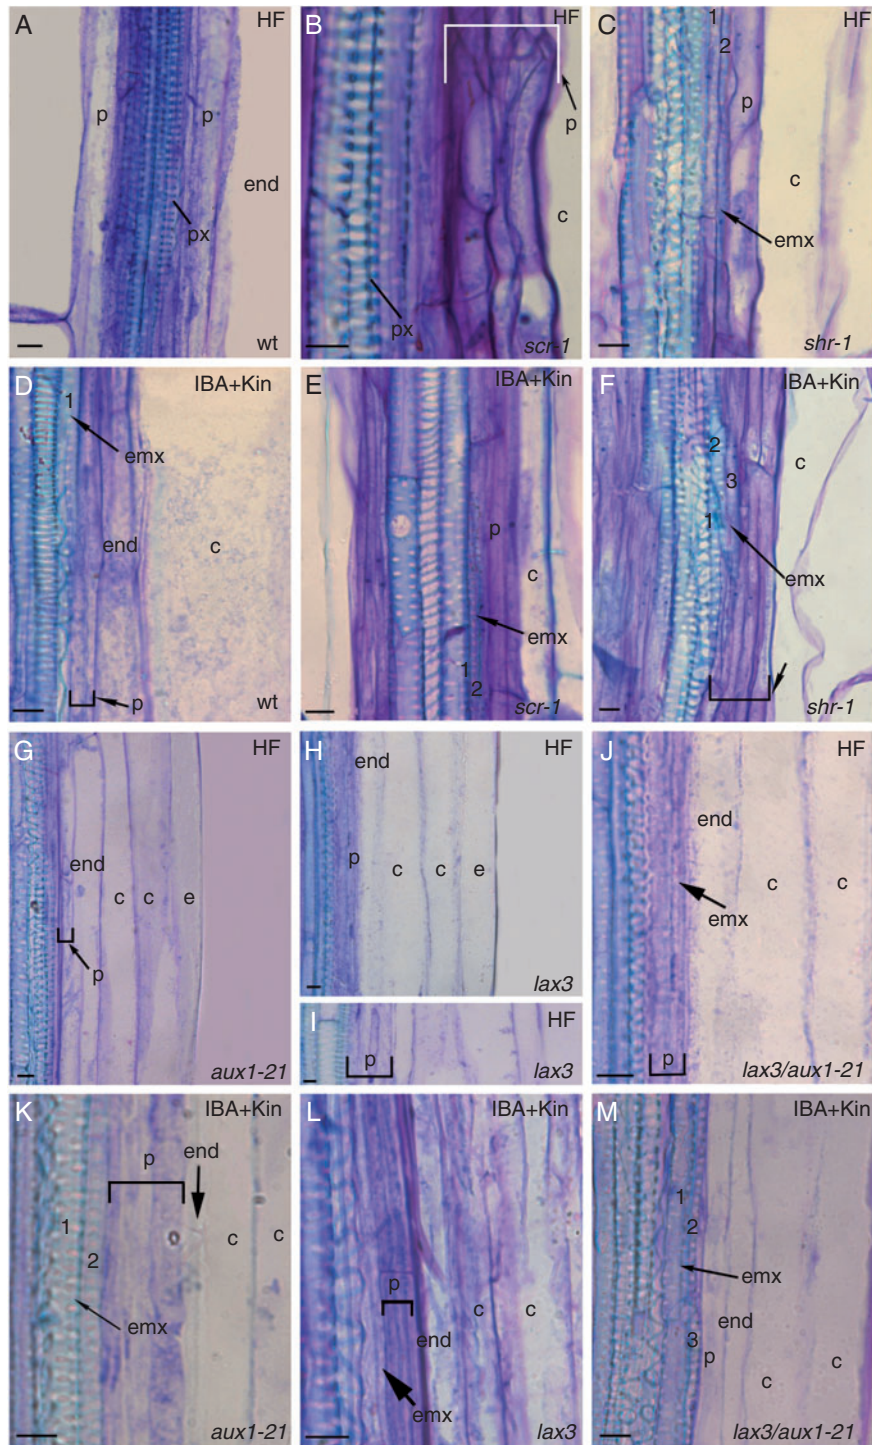 A
HF
p
p
end
px
wt
B
HF
p
c
px
scr-1
C
1
HF
2
p
c
emx
shr-1
D
IBA+Kin
1
emx
end
c
p
wt
E
IBA+Kin
p
c
emx
1
2
scr-1
F
IBA+Kin
2
c
3
1
emx
shr-1
G
HF
end
c
c
e
p
aux1-21
H
HF
end
p
c
c
e
lax3
I
HF
p
lax3
J
HF
end
c
c
emx
p
lax3/aux1-21
K
IBA+Kin
end
p
1
c
c
2
emx
aux1-21
L
IBA+Kin
p
c
c
end
emx
lax3
M
IBA+Kin
1
2
emx
3
end
p
c
c
lax3/aux1-21